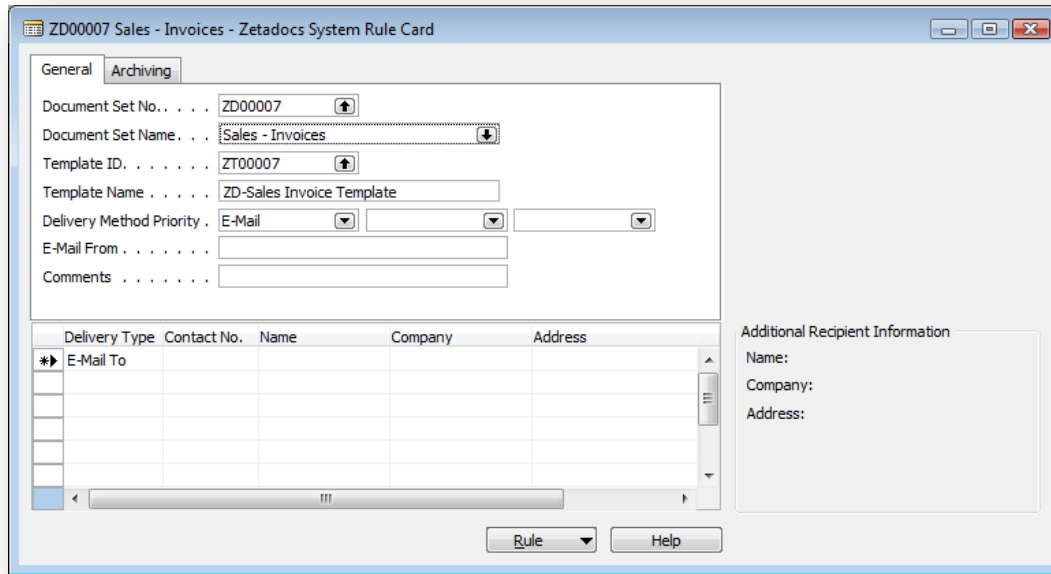 ZD00007 Sales - Invoices - Zetadocs System Rule Card
General Archiving
Document Set No.. . . . ZD00007
Document Set Name. . . Sales - Invoices
Template ID. . . . . . . ZT00007
Template Name . . . . . ZD-Sales Invoice Template
Delivery Method Priority . E-Mail
E-Mail From . . . . . . .
Comments . . . . . . .
Delivery Type Contact No. Name Company Address
E-Mail To
Additional Recipient Information
Name:
Company:
Address:
Rule Help